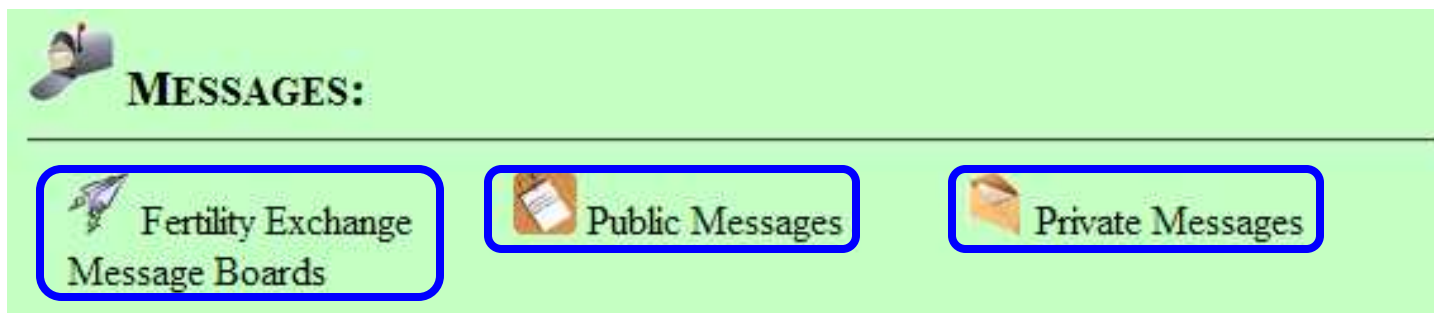 MESSAGES:
Fertility Exchange
Message Boards
Public Messages
Private Messages